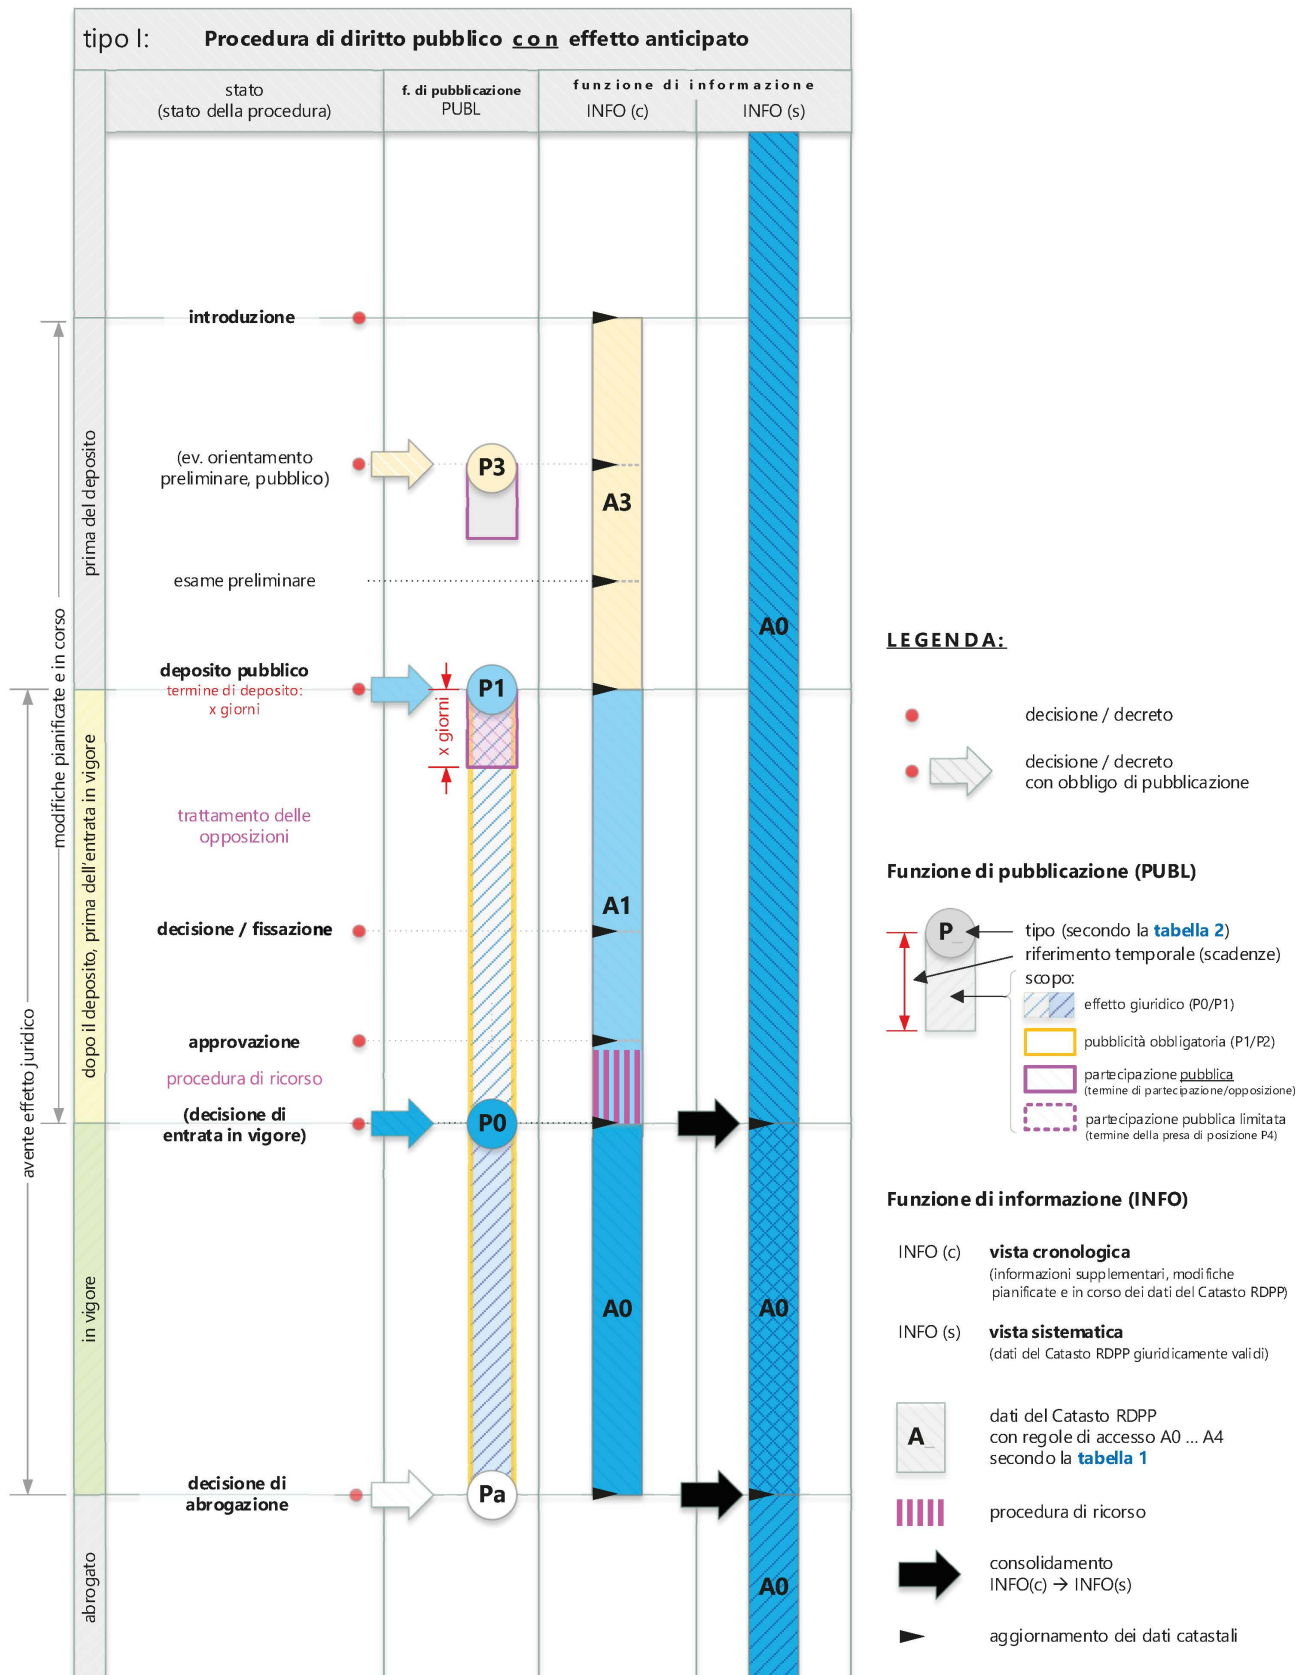 tipo I:
Procedura di diritto pubblico con effetto anticipato
stato
(stato della procedura)
f. di pubblicazione
PUBL
funzione di informazione
INFO (c)
INFO (s)
introduzione
(ev. orientamento
preliminare, pubblico)
P3
A3
esame preliminare
A0
deposito pubblico
termine di deposito:
x giorni
P1
x giorni
trattamento delle
opposizioni
A1
decisione / fissazione
approvazione
procedura di ricorso
(decisione di
entrata in vigore)
P0
A0
A0
decisione di
abrogazione
Pa
A0
prima del deposito
dopo il deposito, prima dell'entrata in vigore
in vigore
abrogato
modifiche pianificate e in corso
avente effetto juridico
LEGENDA:
decisione / decreto
decisione / decreto
con obbligo di pubblicazione
Funzione di pubblicazione (PUBL)
P_
tipo (secondo la tabella 2)
riferimento temporale (scadenze)
scopo:
effetto giuridico (P0/P1)
pubblicità obbligatoria (P1/P2)
partecipazione pubblica
(termine di partecipazione/opposizione)
partecipazione pubblica limitata
(termine della presa di posizione P4)
Funzione di informazione (INFO)
INFO (c)
vista cronologica
(informazioni supplementari, modifiche
pianificate e in corso dei dati del Catasto RDPP)
INFO (s)
vista sistematica
(dati del Catasto RDPP giuridicamente validi)
A_
dati del Catasto RDPP
con regole di accesso A0 ... A4
secondo la tabella 1
procedura di ricorso
consolidamento
INFO(c) → INFO(s)
aggiornamento dei dati catastali